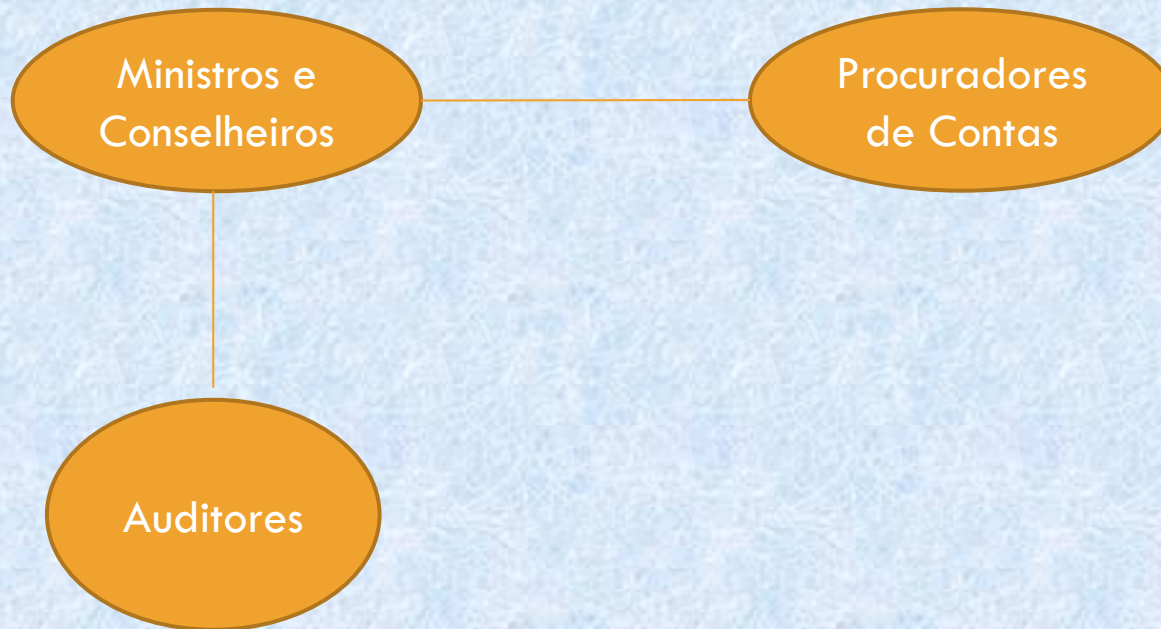 Ministros e
Conselheiros
Procuradores
de Contas
Auditores